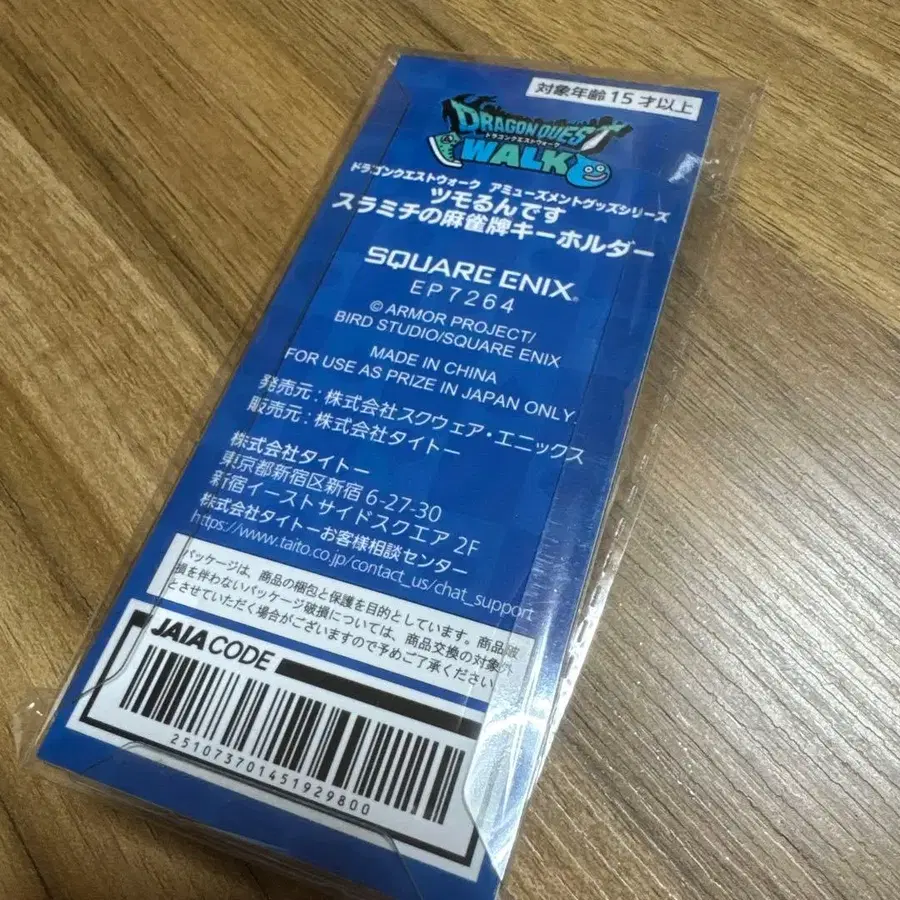 対象年齢15才以上
DRAGON QUEST
ドラゴンクエストウォーク
WALK
ドラゴンクエストウォーク アミューズメントグッズシリーズ
ツモるんです
スラミチの麻雀牌キーホルダー
SQUARE ENIX®
EP7264
© ARMOR PROJECT/
BIRD STUDIO/SQUARE ENIX
MADE IN CHINA
FOR USE AS PRIZE IN JAPAN ONLY.
発売元:株式会社スクウェア・エニックス
販売元:株式会社タイトー
株式会社タイトー
東京都新宿区新宿6-27-30
新宿イーストサイドスクエア 2F
株式会社タイトーお客様相談センター
https://www.taito.co.jp/contact_us/chat_support
パッケージは、商品の梱包と保護を目的としています。商品破
損を伴わないパッケージ破損については、商品交換の対象外
とさせていただく場合がございますので予めご了承ください。
JAIA CODE
251073701451929800